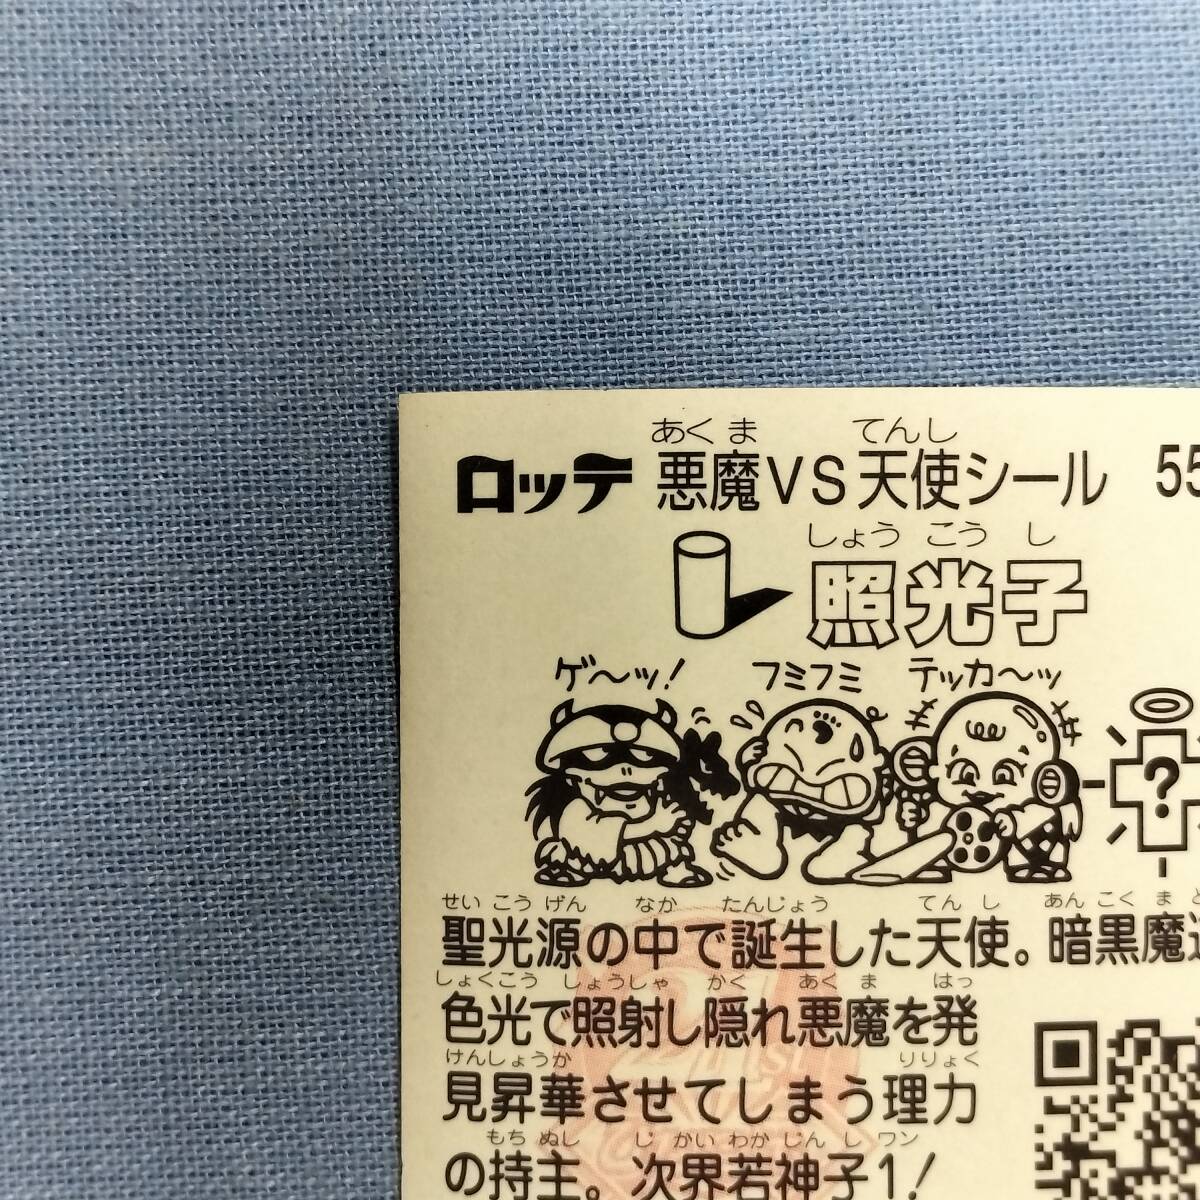 あくま てんし
ロッテ 悪魔VS天使シール 55
しょうこうし
照光子
ゲ〜ッ! フミフミ テッカ〜ッ
?
せいこうげん なか たんじょう てんし あんこくま
聖光源の中で誕生した天使。暗黒魔
しょくこう しょうしゃ かく あくま はっ
色光で照射し隠れ悪魔を発
けんしょうか りりょく
見昇華させてしまう理力
もちぬし じかいわかじんしワン
の持主。次界若神子1!
21st